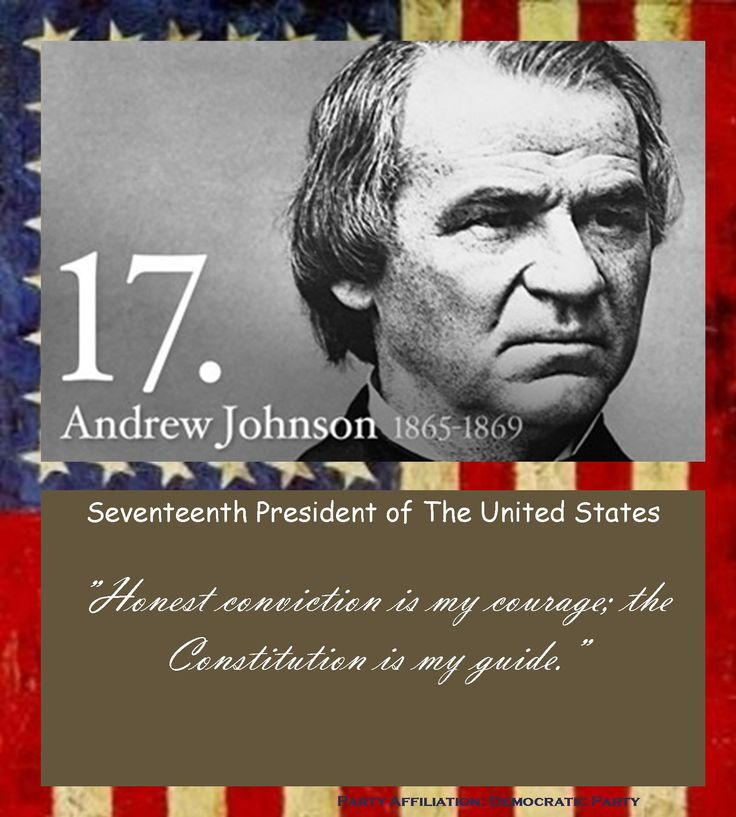 17.
Andrew Johnson 1865-1869
Seventeenth President of The United States
"Honest conviction is my courage; the
Constitution is my guide."
Party Affiliation: Democratic Party